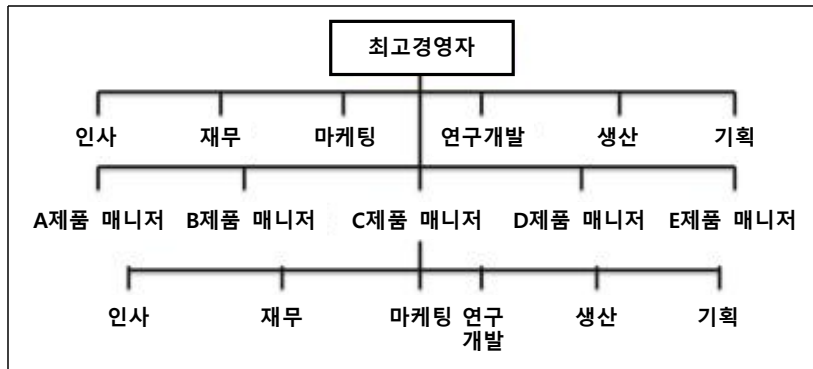 최고경영자
인사 재무 마케팅 연구개발 생산 기획
A제품 매니저 B제품 매니저 C제품 매니저 D제품 매니저 E제품 매니저
인사 재무 마케팅 연구 생산 기획
개발